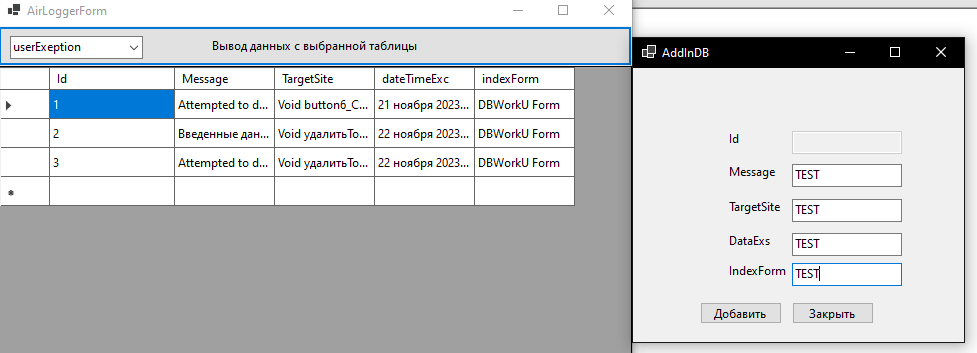 AirLoggerForm
userExeption
Вывод данных с выбранной таблицы
Id Message TargetSite dateTimeExc indexForm
1 Attempted to d... Void button6_C... 21 ноября 2023... DBWorkU Form
2 Введенные дан... Void удалитьТо... 22 ноября 2023... DBWorkU Form
3 Attempted to d... Void удалитьТо... 22 ноября 2023... DBWorkU Form
AddInDB
Id
Message TEST
TargetSite TEST
DataExs TEST
IndexForm TEST
Добавить Закрыть